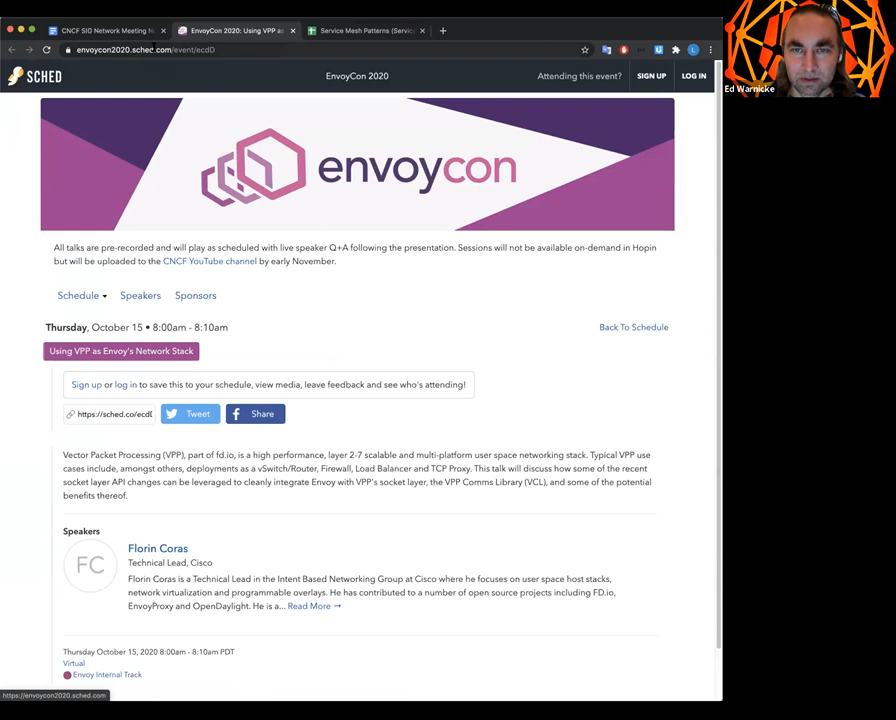 CNCF SIG Network Meeting N
EnvoyCon 2020: Using VPP as
Service Mesh Patterns (Servic
envoycon2020.sched.com/event/ecdD
Ed Warnicke
SCHED
EnvoyCon 2020
Attending this event?
SIGN UP
LOG IN
envoycon
All talks are pre-recorded and will play as scheduled with live speaker Q+A following the presentation. Sessions will not be available on-demand in Hopin
but will be uploaded to the CNCF YouTube channel by early November.
Schedule
Speakers
Sponsors
Thursday, October 15 • 8:00am - 8:10am
Back To Schedule
Using VPP as Envoy's Network Stack
Sign up or log in to save this to your schedule, view media, leave feedback and see who's attending!
https://sched.co/ecdD
Tweet
Share
Vector Packet Processing (VPP), part of fd.io, is a high performance, layer 2-7 scalable and multi-platform user space networking stack. Typical VPP use
cases include, amongst others, deployments as a vSwitch/Router, Firewall, Load Balancer and TCP Proxy. This talk will discuss how some of the recent
socket layer API changes can be leveraged to cleanly integrate Envoy with VPP's socket layer, the VPP Comms Library (VCL), and some of the potential
benefits thereof.
Speakers
FC
Florin Coras
Technical Lead, Cisco
Florin Coras is a Technical Lead in the Intent Based Networking Group at Cisco where he focuses on user space host stacks,
network virtualization and programmable overlays. He has contributed to a number of open source projects including FD.io,
EnvoyProxy and OpenDaylight. He is a... Read More →
Thursday October 15, 2020 8:00am - 8:10am PDT
Virtual
Envoy Internal Track
https://envoycon2020.sched.com